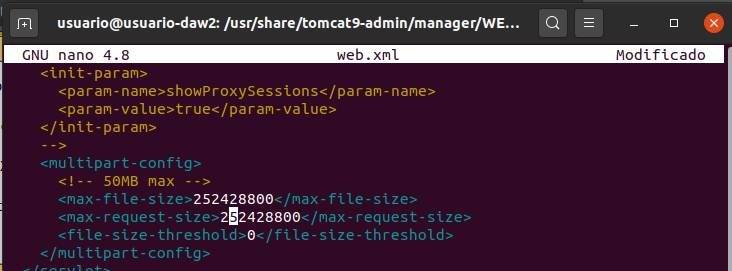 usuario@usuario-daw2: /usr/share/tomcat9-admin/manager/WE...
GNU nano 4.8 web.xml Modificado
<init-param>
<param-name>showProxySessions</param-name>
<param-value>true</param-value>
</init-param>
-->
<multipart-config>
<!-- 50MB max -->
<max-file-size>252428800</max-file-size>
<max-request-size>252428800</max-request-size>
<file-size-threshold>0</file-size-threshold>
</multipart-config>
</servlet>